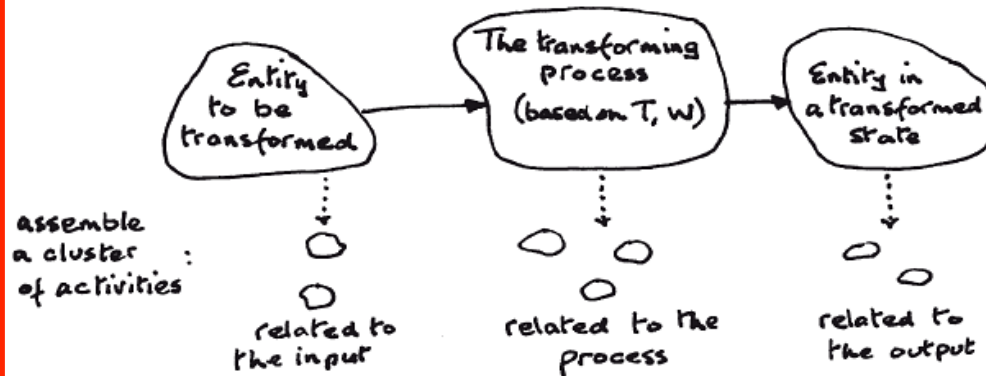 Entity
to be
transformed
The transforming
process
(based on T, W)
Entity in
a transformed
state
assemble
a cluster :
of activities
related to
the input
related to the
process
related to
the output